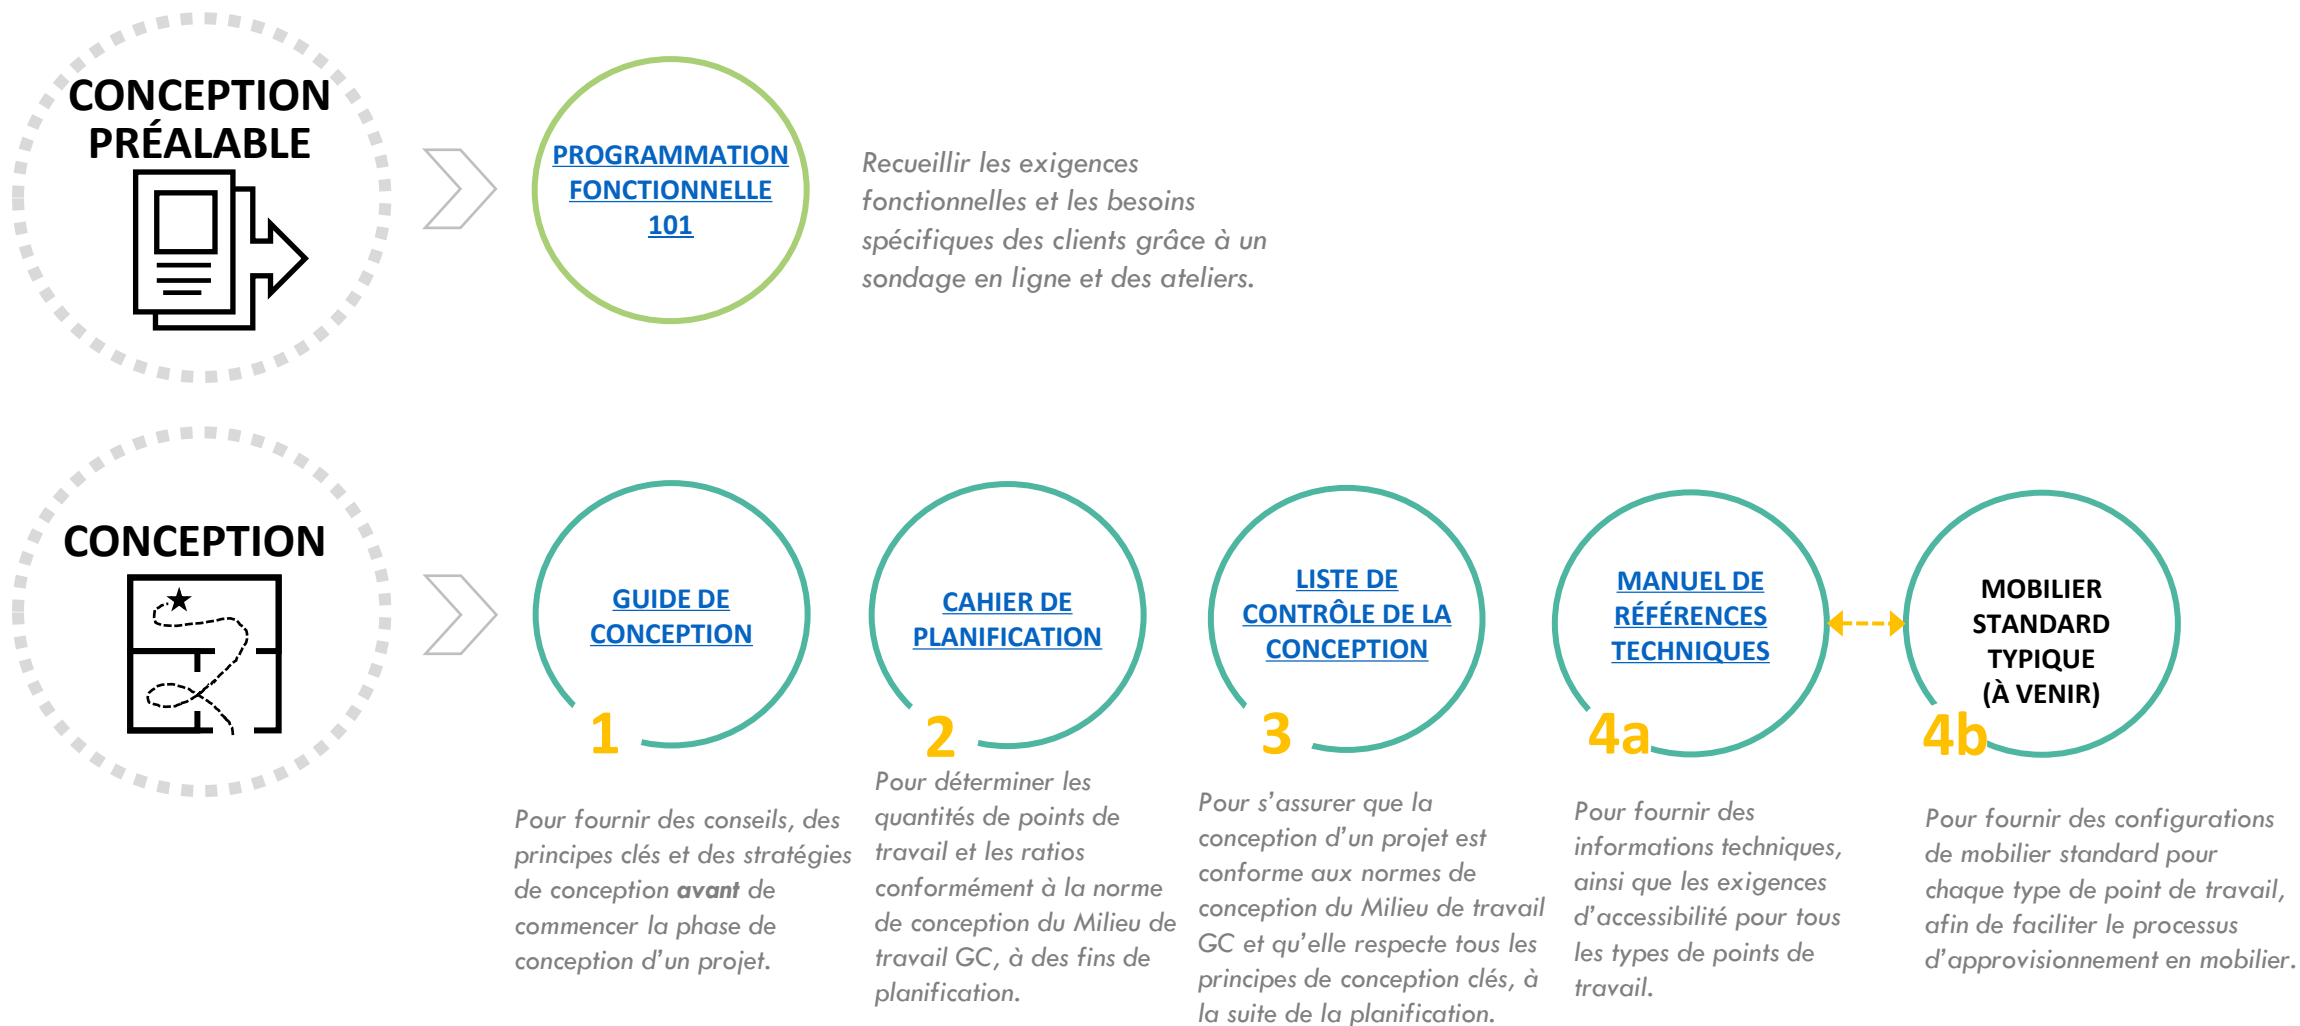 CONCEPTION
PRÉALABLE
PROGRAMMATION
FONCTIONNELLE
101
Recueillir les exigences
fonctionnelles et les besoins
spécifiques des clients grâce à un
sondage en ligne et des ateliers.
CONCEPTION
GUIDE DE
CONCEPTION
1
Pour fournir des conseils, des
principes clés et des stratégies
de conception avant de
commencer la phase de
conception d'un projet.
CAHIER DE
PLANIFICATION
2
Pour déterminer les
quantités de points de
travail et les ratios
conformément à la norme
de conception du Milieu de
travail GC, à des fins de
planification.
LISTE DE
CONTRÔLE DE LA
CONCEPTION
3
Pour s'assurer que la
conception d'un projet est
conforme aux normes de
conception du Milieu de travail
GC et qu'elle respecte tous les
principes de conception clés, à
la suite de la planification.
MANUEL DE
RÉFÉRENCES
TECHNIQUES
4a
Pour fournir des
informations techniques,
ainsi que les exigences
d'accessibilité pour tous
les types de points de
travail.
MOBILIER
STANDARD
TYPIQUE
(À VENIR)
4b
Pour fournir des configurations
de mobilier standard pour
chaque type de point de travail,
afin de faciliter le processus
d'approvisionnement en mobilier.